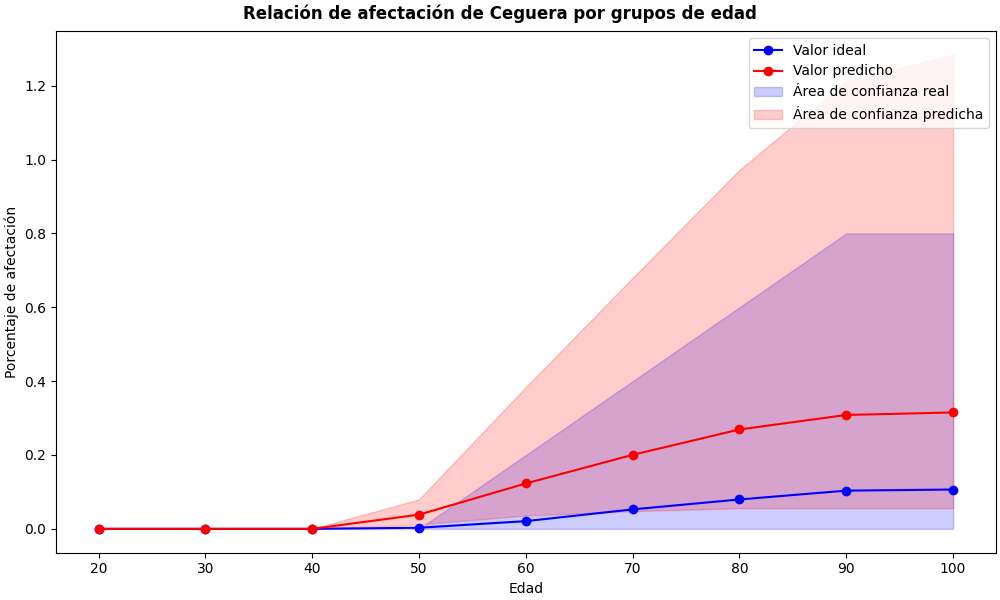 Relación de afectación de Ceguera por grupos de edad
Valor ideal
Valor predicho
Área de confianza real
Área de confianza predicha
Porcentaje de afectación
1.2
1.0
0.8
0.6
0.4
0.2
0.0
20 30 40 50 60 70 80 90 100
Edad